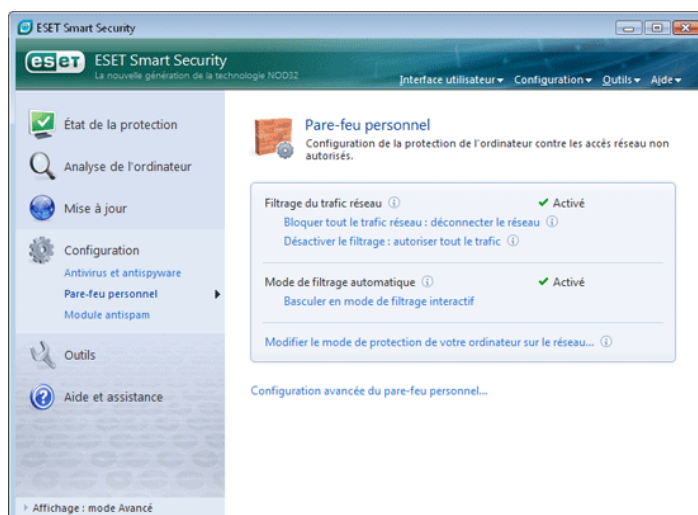 ESET Smart Security
eseT
ESET Smart Security
La nouvelle génération de la technologie NOD32
Interface utilisateur Configuration Outils Aide
État de la protection
Analyse de l'ordinateur
Mise à jour
Configuration
Antivirus et antispyware
Pare-feu personnel
Module antispam
Outils
Aide et assistance
Affichage : mode Avancé
Pare-feu personnel
Configuration de la protection de l'ordinateur contre les accès réseau non
autorisés.
Filtrage du trafic réseau Activé
Bloquer tout le trafic réseau : déconnecter le réseau
Désactiver le filtrage : autoriser tout le trafic
Mode de filtrage automatique Activé
Basculer en mode de filtrage interactif
Modifier le mode de protection de votre ordinateur sur le réseau...
Configuration avancée du pare-feu personnel...